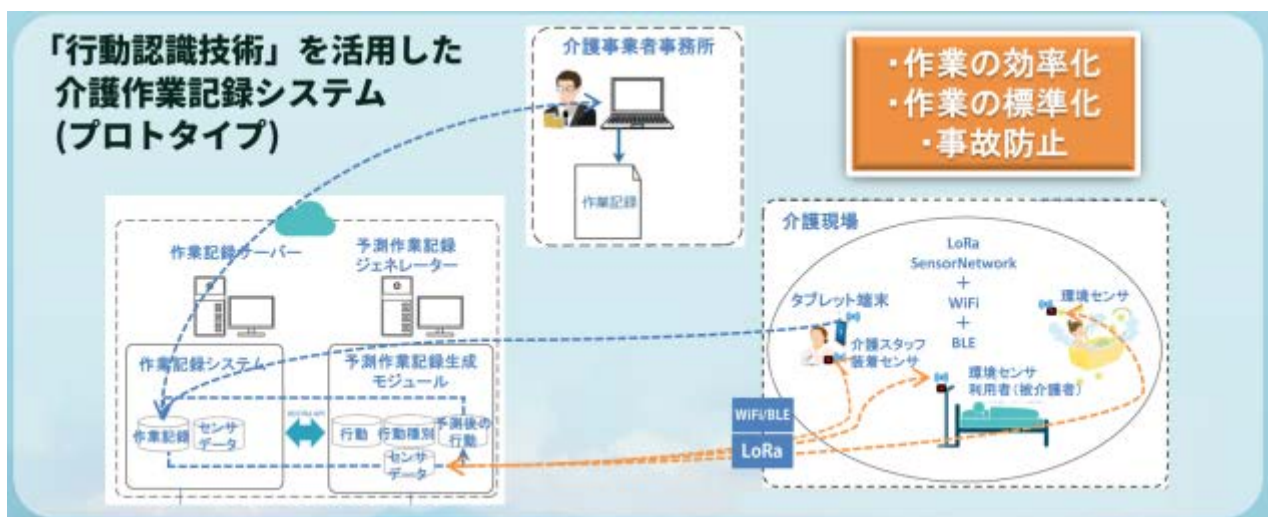 「行動認識技術」を活用した
介護作業記録システム
(プロトタイプ)
介護事業者事務所
作業記録
・作業の効率化
・作業の標準化
・事故防止
作業記録サーバー
予測作業記録
ジェネレーター
作業記録システム
予測作業記録生成
モジュール
作業記録
センサ
データ
行動
行動種別
予測後の
行動
センサ
データ
介護現場
LoRa
SensorNetwork
+
WiFi
+
BLE
タブレット端末
介護スタッフ
装着センサ
環境センサ
環境センサ
利用者(被介護者)
WiFi/BLE
LoRa